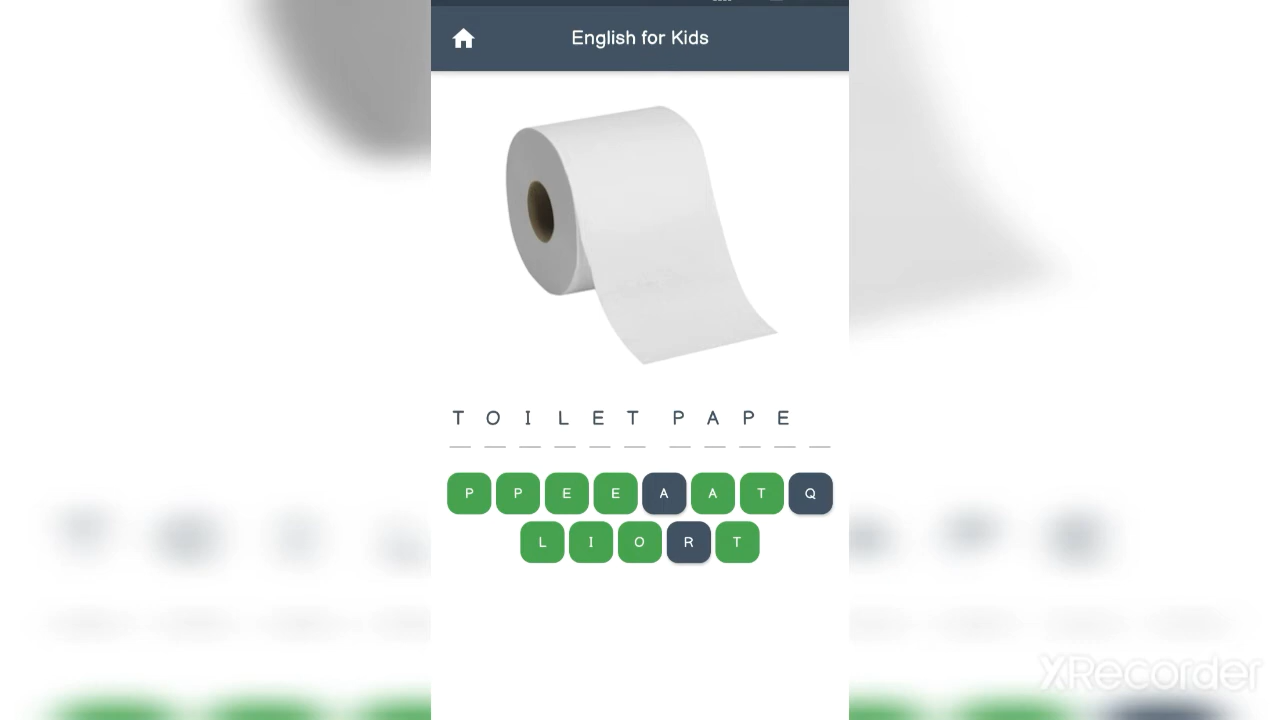 English for Kids
T O I L E T P A P E
P P E E A A T Q
L I O R T
XRecorder